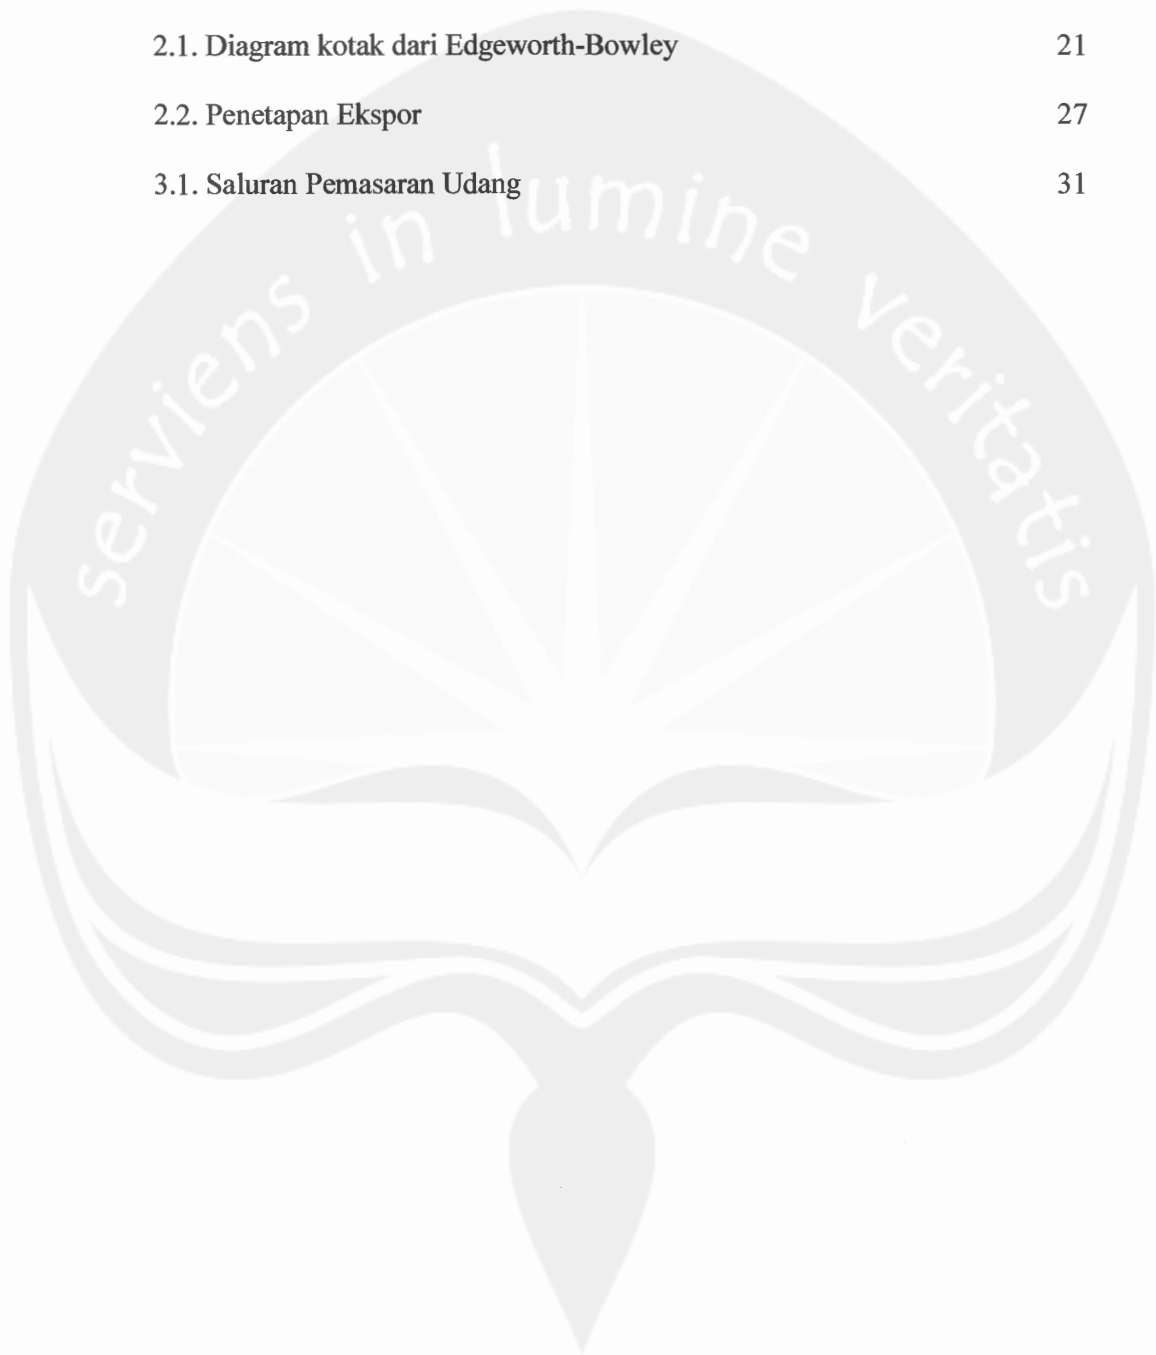 2.1. Diagram kotak dari Edgeworth-Bowley 21
2.2. Penetapan Ekspor 27
3.1. Saluran Pemasaran Udang 31
serviens in lumine veritatis